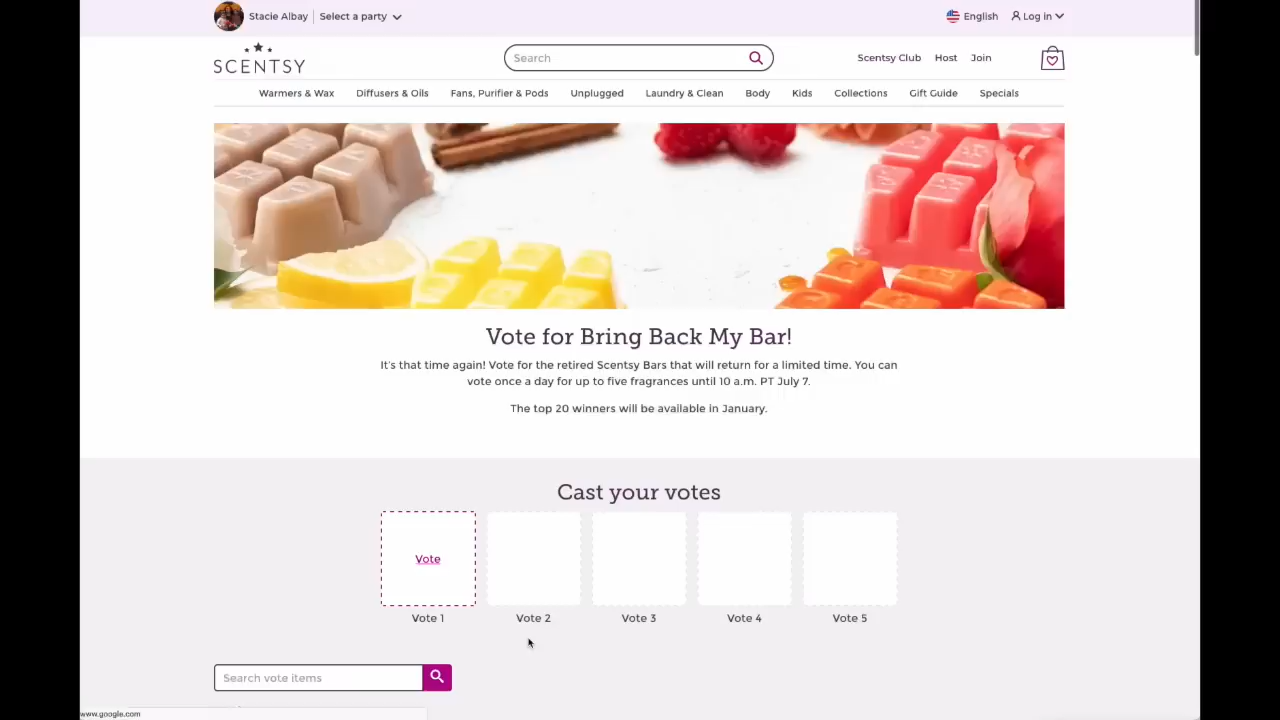 Stacie Albay
Select a party
English
Log in
SCENTSY
Search
Scentsy Club
Host
Join
Warmers & Wax
Diffusers & Oils
Fans, Purifier & Pods
Unplugged
Laundry & Clean
Body
Kids
Collections
Gift Guide
Specials
Vote for Bring Back My Bar!
It's that time again! Vote for the retired Scentsy Bars that will return for a limited time. You can
vote once a day for up to five fragrances until 10 a.m. PT July 7.
The top 20 winners will be available in January.
Cast your votes
Vote
Vote 1
Vote 2
Vote 3
Vote 4
Vote 5
Search vote items
www.google.com